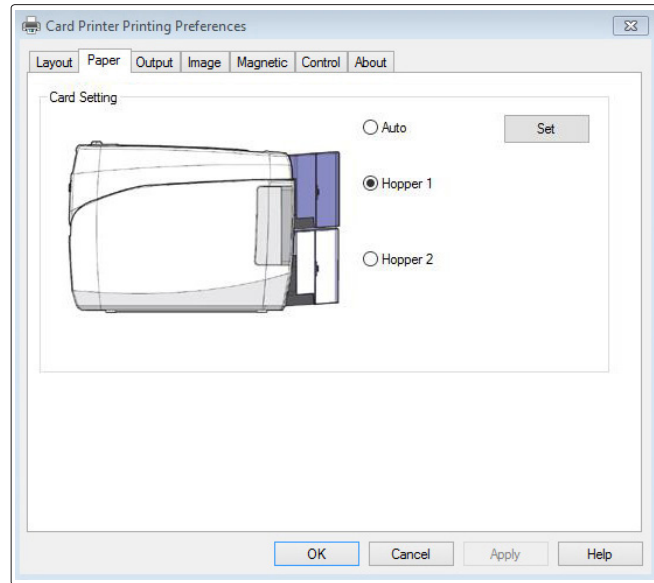 Card Printer Printing Preferences
Layout Paper Output Image Magnetic Control About
Card Setting
Auto Set
Hopper 1
Hopper 2
OK Cancel Apply Help